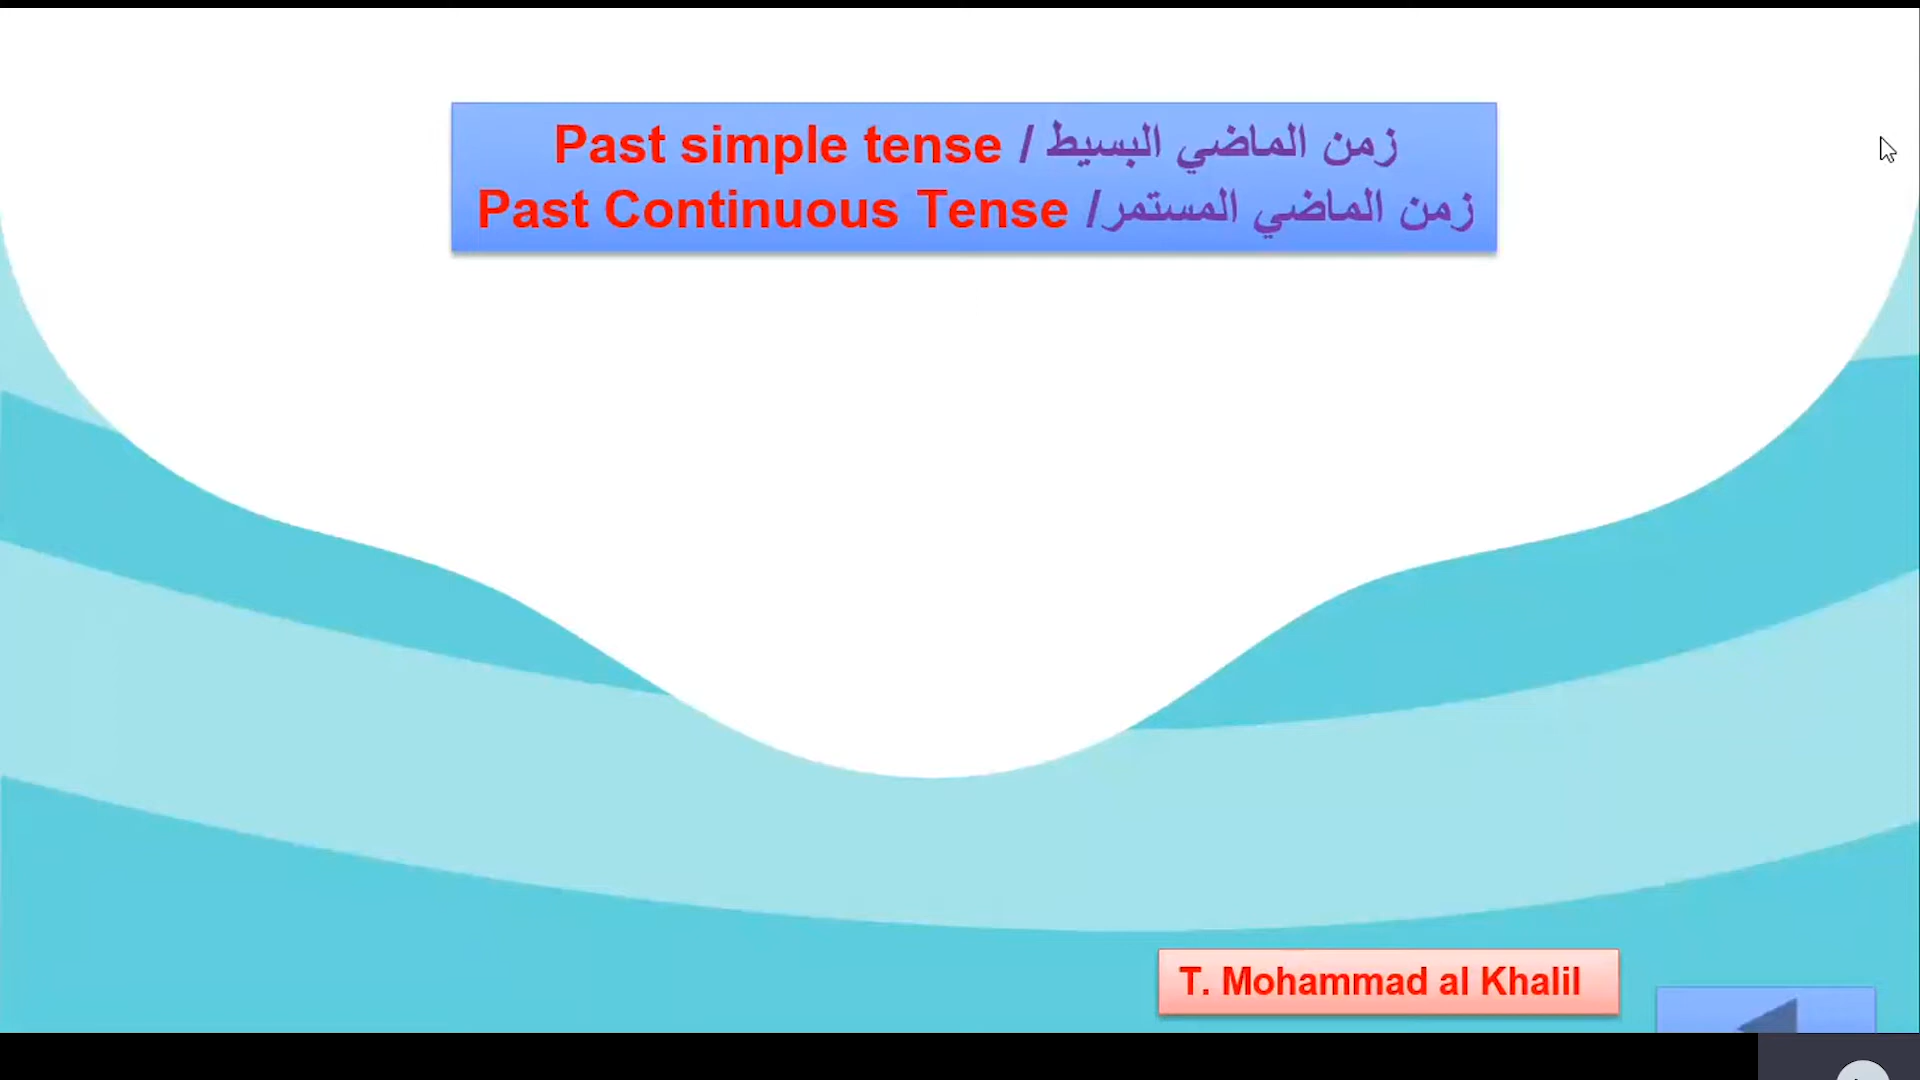 Past simple tense / زمن الماضي البسيط
Past Continuous Tense /زمن الماضي المستمر
T. Mohammad al Khalil